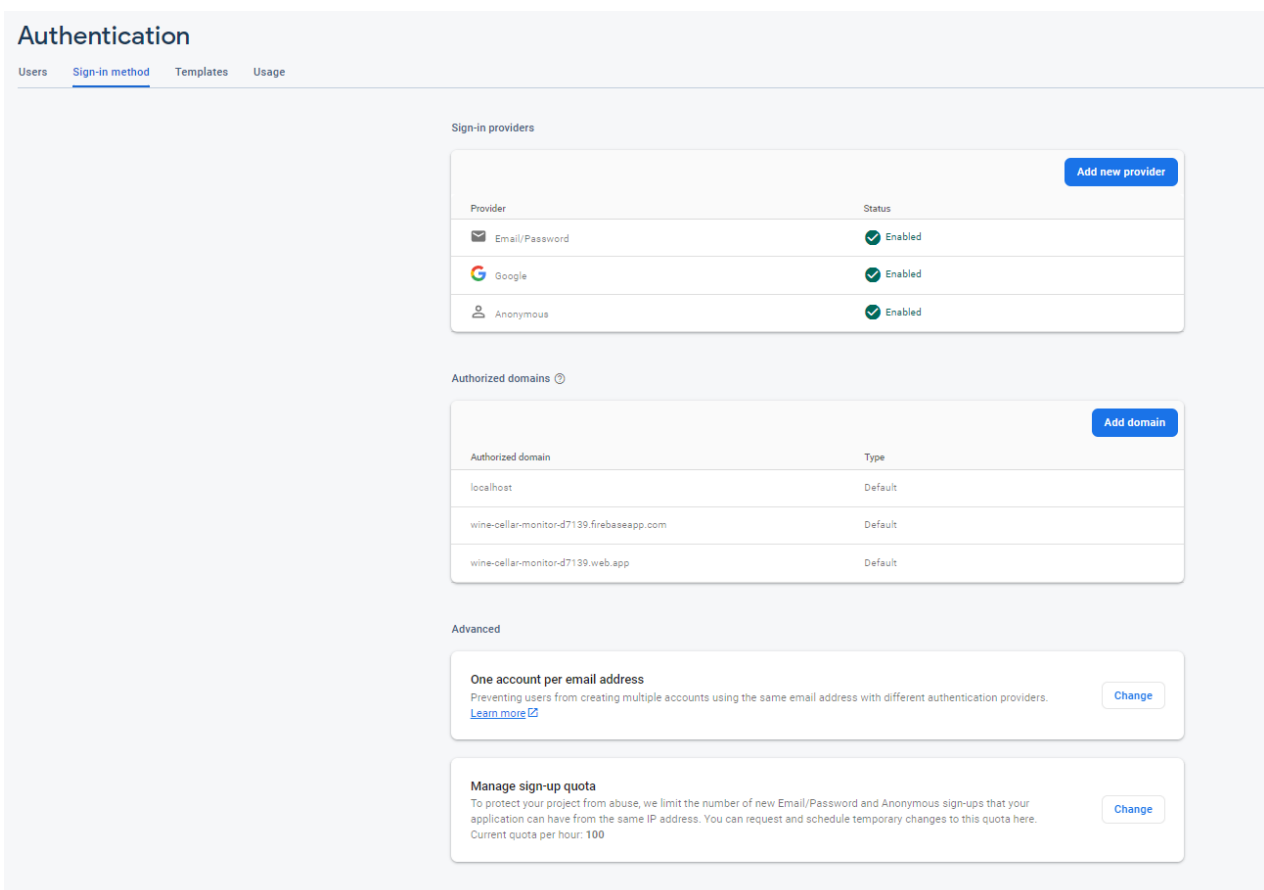 Authentication
Users Sign-in method Templates Usage
Sign-in providers
Add new provider
Provider Status
Email/Password Enabled
Google Enabled
Anonymous Enabled
Authorized domains
Add domain
Authorized domain Type
localhost Default
wine-cellar-monitor-d7139.firebaseapp.com Default
wine-cellar-monitor-d7139.web.app Default
Advanced
One account per email address
Preventing users from creating multiple accounts using the same email address with different authentication providers.
Learn more
Change
Manage sign-up quota
To protect your project from abuse, we limit the number of new Email/Password and Anonymous sign-ups that your
application can have from the same IP address. You can request and schedule temporary changes to this quota here.
Current quota per hour: 100
Change